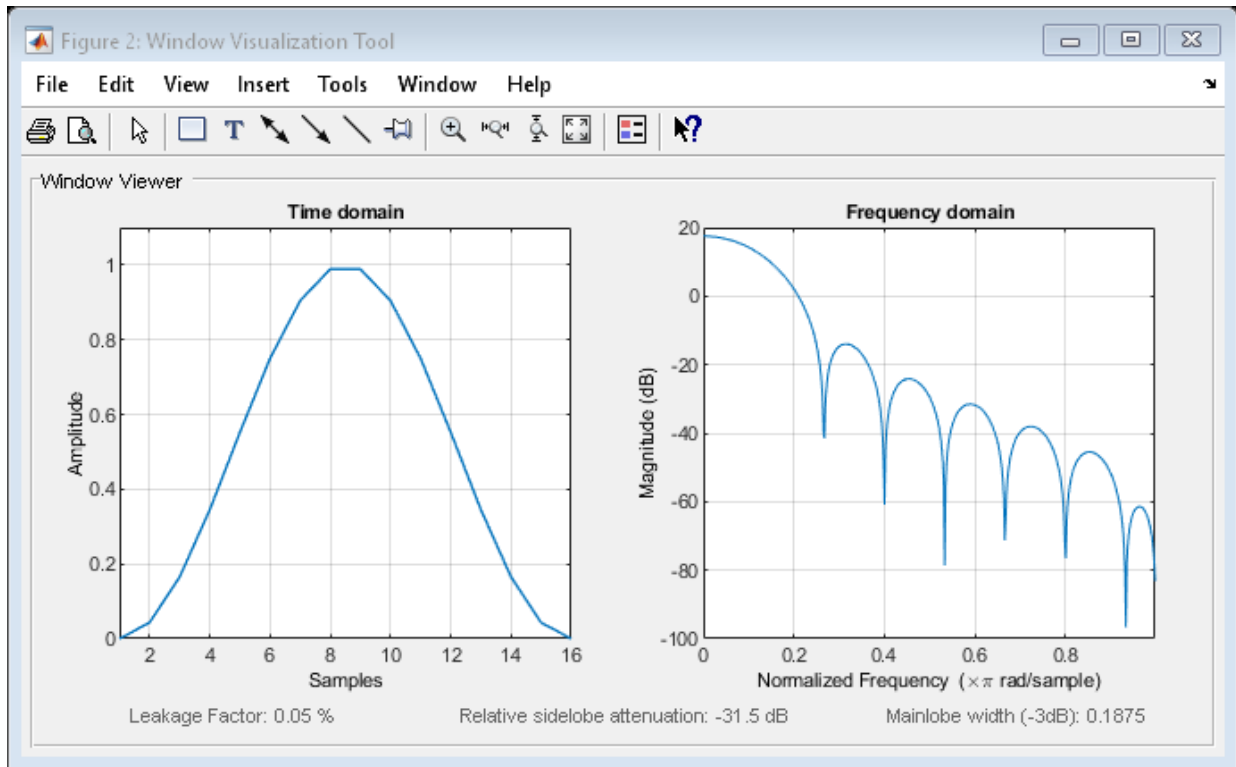 Figure 2: Window Visualization Tool
File Edit View Insert Tools Window Help
T
?
Window Viewer
Time domain
1
0.8
0.6
0.4
0.2
0
Amplitude
2 4 6 8 10 12 14 16
Samples
Frequency domain
20
0
-20
-40
-60
-80
-100
Magnitude (dB)
0 0.2 0.4 0.6 0.8
Normalized Frequency (×π rad/sample)
Leakage Factor: 0.05 % Relative sidelobe attenuation: -31.5 dB Mainlobe width (-3dB): 0.1875